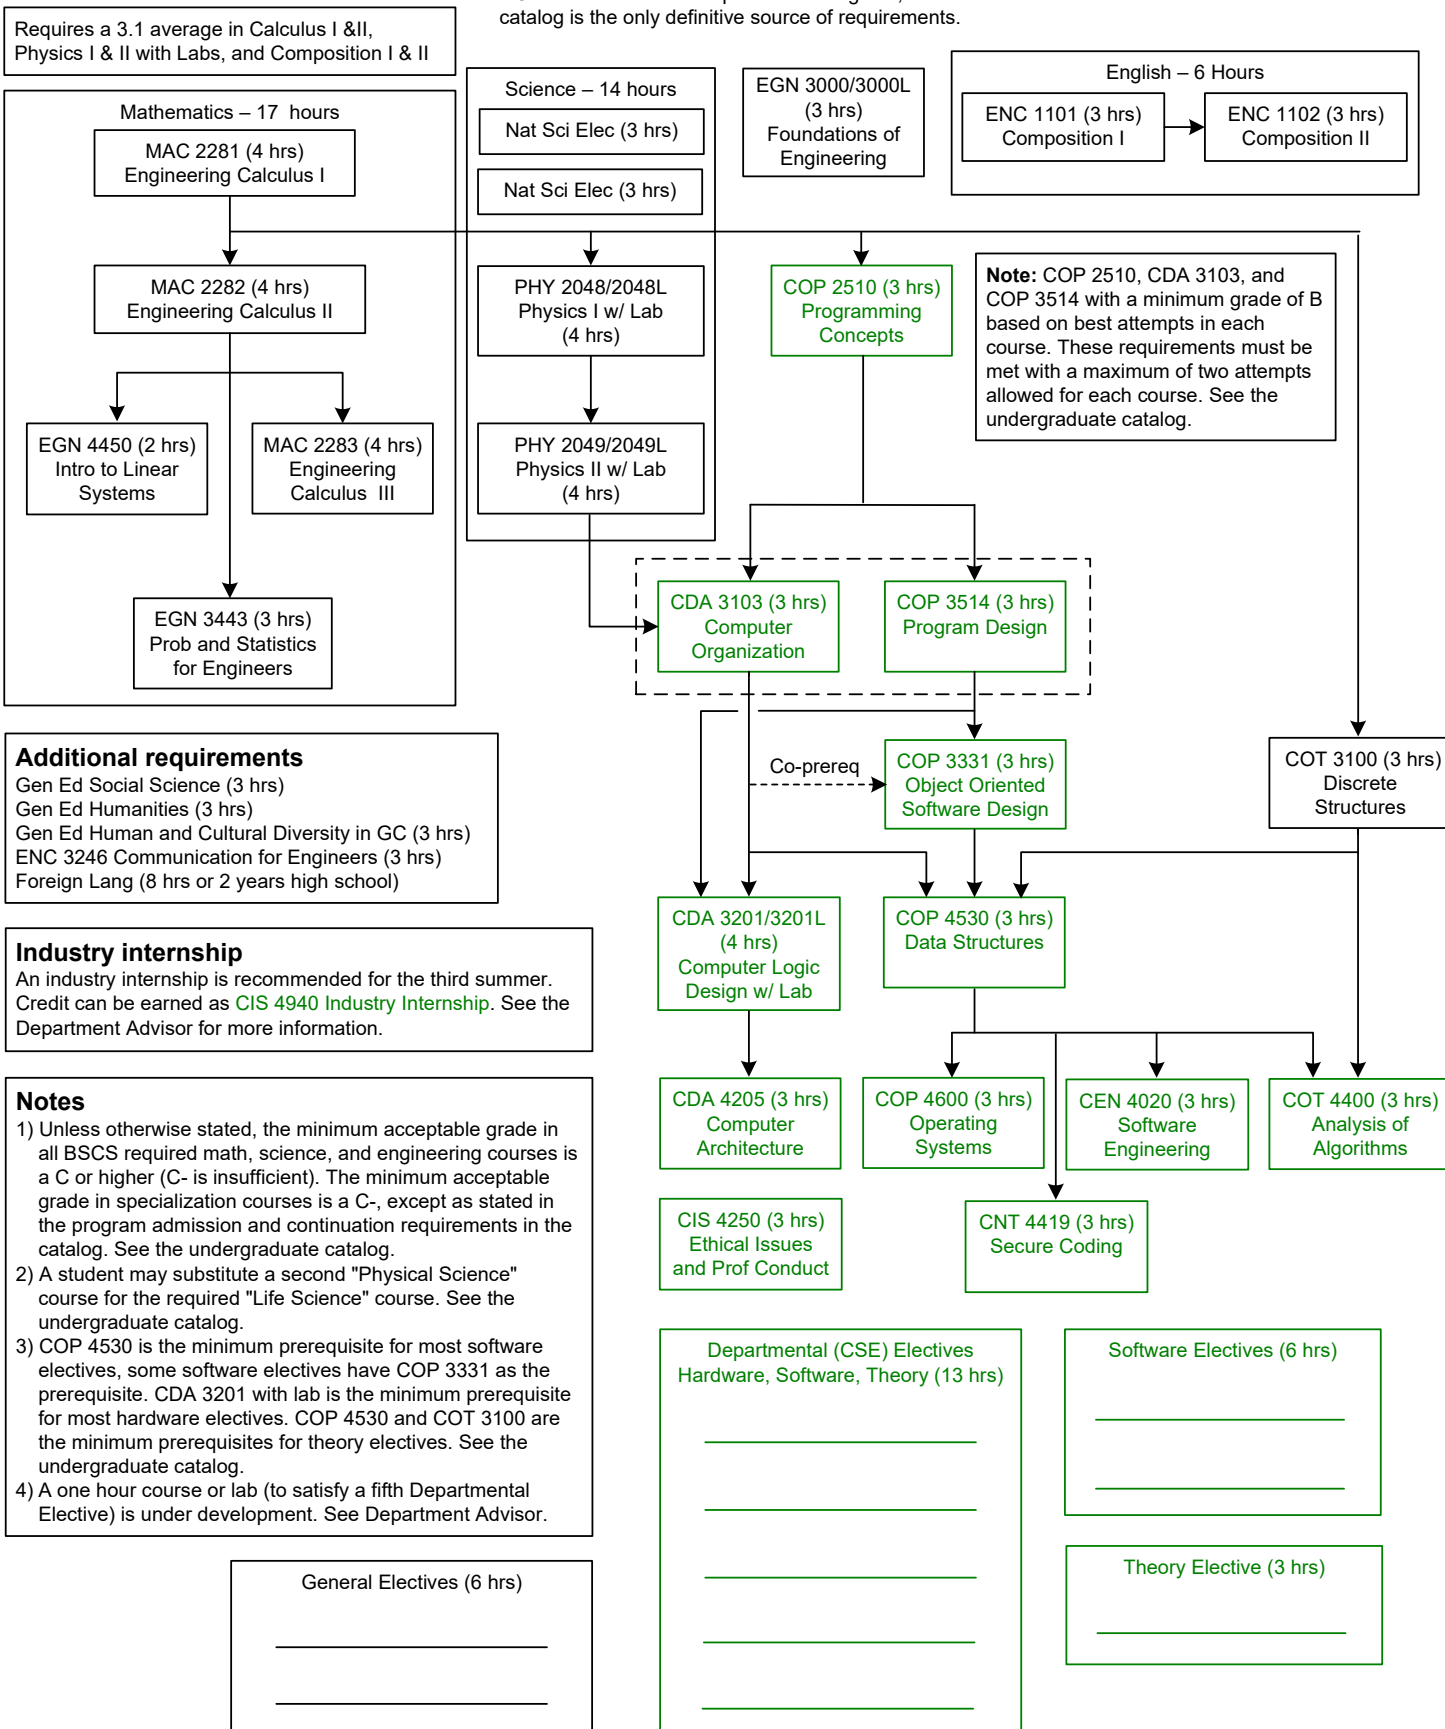 catalog is the only definitive source of requirements.
Requires a 3.1 average in Calculus I &II,
Physics I & II with Labs, and Composition I & II
Mathematics – 17  hours
MAC 2281 (4 hrs)
Engineering Calculus I
MAC 2282 (4 hrs)
Engineering Calculus II
EGN 4450 (2 hrs)
Intro to Linear
Systems
MAC 2283 (4 hrs)
Engineering
Calculus  III
EGN 3443 (3 hrs)
Prob and Statistics
for Engineers
Science – 14 hours
Nat Sci Elec (3 hrs)
Nat Sci Elec (3 hrs)
PHY 2048/2048L
Physics I w/ Lab
(4 hrs)
PHY 2049/2049L
Physics II w/ Lab
(4 hrs)
EGN 3000/3000L
(3 hrs)
Foundations of
Engineering
English – 6 Hours
ENC 1101 (3 hrs)
Composition I
ENC 1102 (3 hrs)
Composition II
COP 2510 (3 hrs)
Programming
Concepts
Note: COP 2510, CDA 3103, and
COP 3514 with a minimum grade of B
based on best attempts in each
course. These requirements must be
met with a maximum of two attempts
allowed for each course. See the
undergraduate catalog.
CDA 3103 (3 hrs)
Computer
Organization
COP 3514 (3 hrs)
Program Design
Co-prereq
COP 3331 (3 hrs)
Object Oriented
Software Design
COT 3100 (3 hrs)
Discrete
Structures
CDA 3201/3201L
(4 hrs)
Computer Logic
Design w/ Lab
COP 4530 (3 hrs)
Data Structures
CDA 4205 (3 hrs)
Computer
Architecture
COP 4600 (3 hrs)
Operating
Systems
CEN 4020 (3 hrs)
Software
Engineering
COT 4400 (3 hrs)
Analysis of
Algorithms
CIS 4250 (3 hrs)
Ethical Issues
and Prof Conduct
CNT 4419 (3 hrs)
Secure Coding
Additional requirements
Gen Ed Social Science (3 hrs)
Gen Ed Humanities (3 hrs)
Gen Ed Human and Cultural Diversity in GC (3 hrs)
ENC 3246 Communication for Engineers (3 hrs)
Foreign Lang (8 hrs or 2 years high school)
Industry internship
An industry internship is recommended for the third summer.
Credit can be earned as CIS 4940 Industry Internship. See the
Department Advisor for more information.
Notes
1) Unless otherwise stated, the minimum acceptable grade in
all BSCS required math, science, and engineering courses is
a C or higher (C- is insufficient). The minimum acceptable
grade in specialization courses is a C-, except as stated in
the program admission and continuation requirements in the
catalog. See the undergraduate catalog.
2) A student may substitute a second "Physical Science"
course for the required "Life Science" course. See the
undergraduate catalog.
3) COP 4530 is the minimum prerequisite for most software
electives, some software electives have COP 3331 as the
prerequisite. CDA 3201 with lab is the minimum prerequisite
for most hardware electives. COP 4530 and COT 3100 are
the minimum prerequisites for theory electives. See the
undergraduate catalog.
4) A one hour course or lab (to satisfy a fifth Departmental
Elective) is under development. See Department Advisor.
General Electives (6 hrs)
Departmental (CSE) Electives
Hardware, Software, Theory (13 hrs)
Software Electives (6 hrs)
Theory Elective (3 hrs)